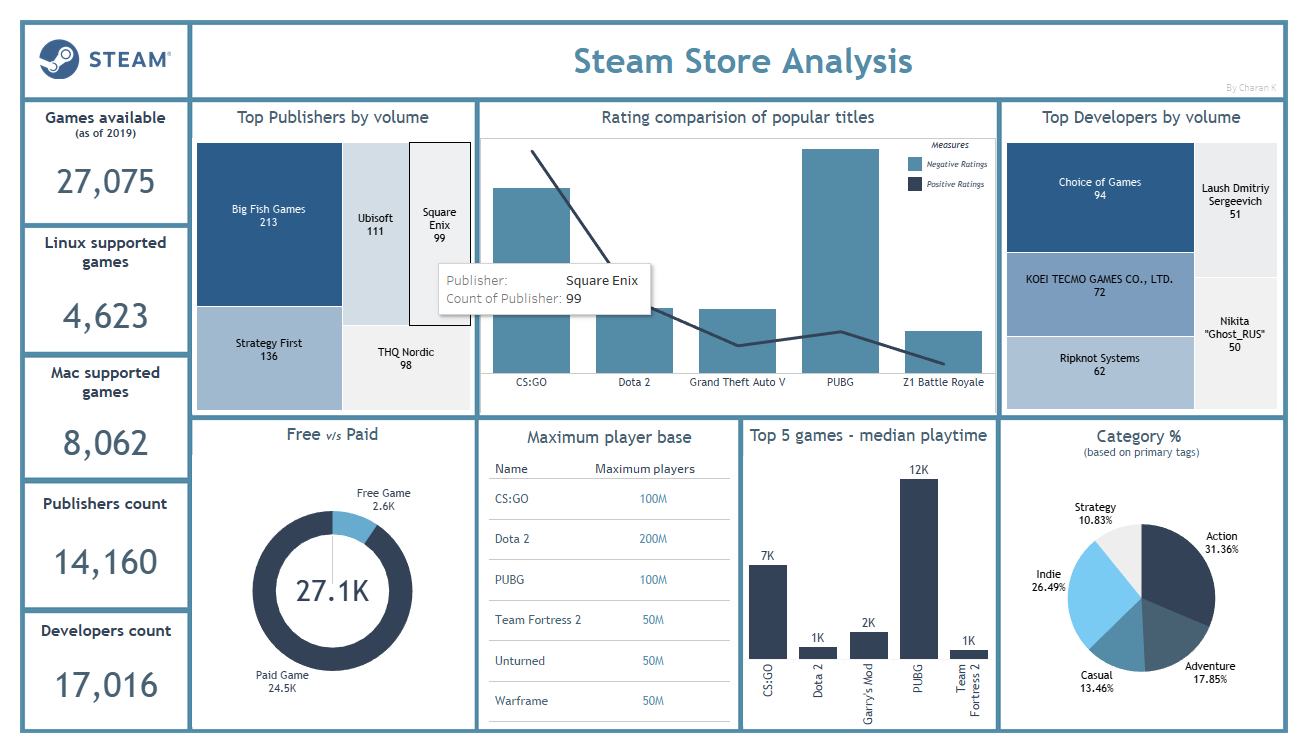 STEAM®
Steam Store Analysis
By Charan K
Games available
(as of 2019)
27,075
Linux supported
games
4,623
Mac supported
games
8,062
Publishers count
14,160
Developers count
17,016
Top Publishers by volume
Big Fish Games
213
Ubisoft
111
Square
Enix
99
Strategy First
136
THQ Nordic
98
Publisher: Square Enix
Count of Publisher: 99
Rating comparision of popular titles
Measures
Negative Ratings
Positive Ratings
CS:GO
Dota 2
Grand Theft Auto V
PUBG
Z1 Battle Royale
Top Developers by volume
Choice of Games
94
Laush Dmitriy
Sergeevich
51
KOEI TECMO GAMES CO., LTD.
72
Nikita
"Ghost_RUS"
50
Ripknot Systems
62
Free v/s Paid
Free Game
2.6K
27.1K
Paid Game
24.5K
Maximum player base
Name Maximum players
CS:GO 100M
Dota 2 200M
PUBG 100M
Team Fortress 2 50M
Unturned 50M
Warframe 50M
Top 5 games - median playtime
7K
1K
2K
12K
1K
CS:GO
Dota 2
Garry's Mod
PUBG
Team
Fortress 2
Category %
(based on primary tags)
Strategy
10.83%
Action
31.36%
Indie
26.49%
Casual
13.46%
Adventure
17.85%